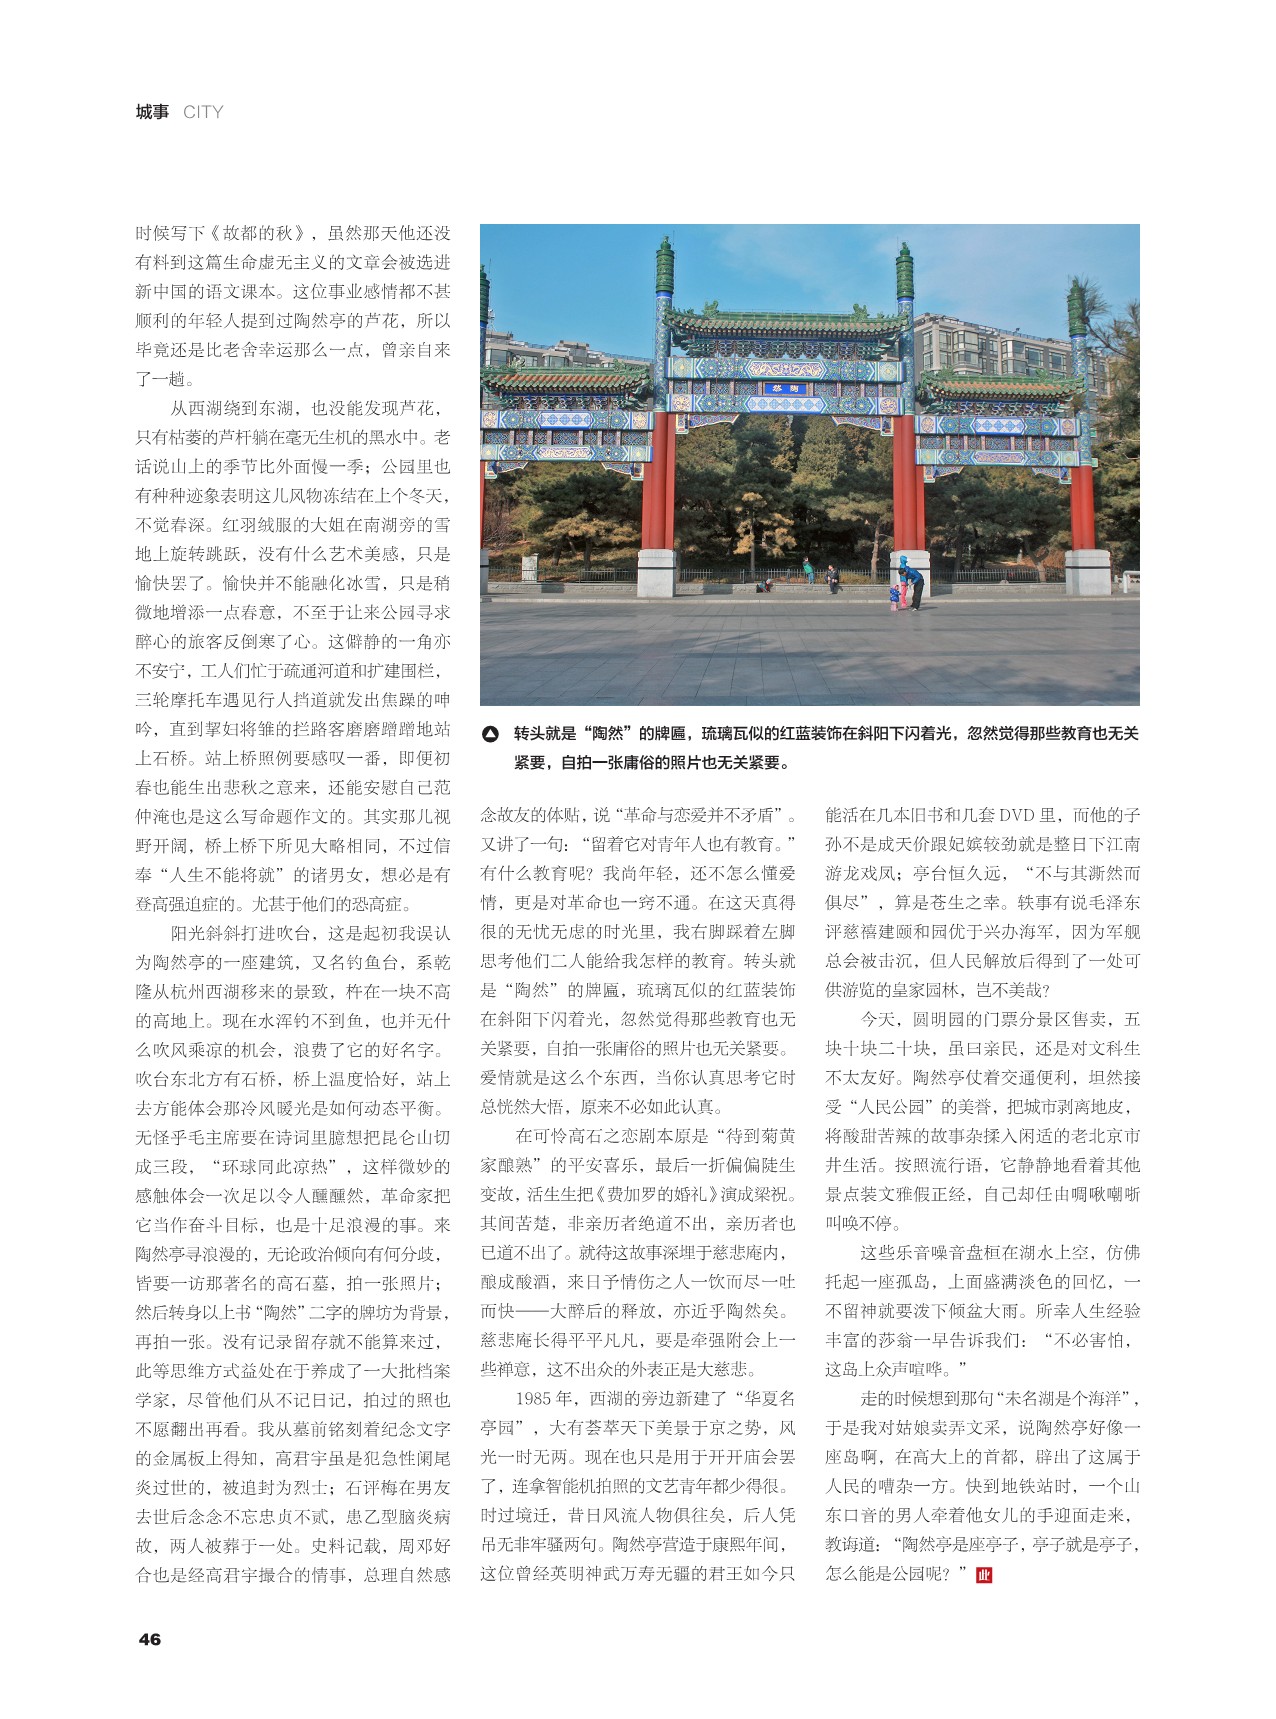 城事 CITY
时候写下《故都的秋》，虽然那天他还没
有料到这篇生命虚无主义的文章会被选进
新中国的语文课本。这位事业感情都不甚
顺利的年轻人提到过陶然亭的芦花，所以
毕竟还是比老舍幸运那么一点，曾亲自来
了一趟。
从西湖绕到东湖，也没能发现芦花，
只有枯萎的芦杆躺在毫无生机的黑水中。老
话说山上的季节比外面慢一季；公园里也
有种种迹象表明这儿风物冻结在上个冬天，
不觉春深。红羽绒服的大姐在南湖旁的雪
地上旋转跳跃，没有什么艺术美感，只是
愉快罢了。愉快并不能融化冰雪，只是稍
微地增添一点春意，不至于让来公园寻求
醉心的旅客反倒寒了心。这僻静的一角亦
不安宁，工人们忙于疏通河道和扩建围栏，
三轮摩托车遇见行人挡道就发出焦躁的呻
吟，直到挈妇将雏的拦路客磨磨蹭蹭地站
上石桥。站上桥照例要感叹一番，即便初
春也能生出悲秋之意来，还能安慰自己范
仲淹也是这么写命题作文的。其实那儿视
野开阔，桥上桥下所见大略相同，不过信
奉“人生不能将就”的诸男女，想必是有
登高强迫症的。尤甚于他们的恐高症。
阳光斜斜打进吹台，这是起初我误认
为陶然亭的一座建筑，又名钓鱼台，系乾
隆从杭州西湖移来的景致，杵在一块不高
的高地上。现在水浑钓不到鱼，也并无什
么吹风乘凉的机会，浪费了它的好名字。
吹台东北方有石桥，桥上温度恰好，站上
去方能体会那冷风暖光是如何动态平衡。
无怪乎毛主席要在诗词里臆想把昆仑山切
成三段，“环球同此凉热”，这样微妙的
感触体会一次足以令人醺醺然，革命家把
它当作奋斗目标，也是十足浪漫的事。来
陶然亭寻浪漫的，无论政治倾向有何分歧，
皆要一访那著名的高石墓，拍一张照片；
然后转身以上书“陶然”二字的牌坊为背景，
再拍一张。没有记录留存就不能算来过，
此等思维方式益处在于养成了一大批档案
学家，尽管他们从不记日记，拍过的照也
不愿翻出再看。我从墓前铭刻着纪念文字
的金属板上得知，高君宇虽是犯急性阑尾
炎过世的，被追封为烈士；石评梅在男友
去世后念念不忘忠贞不贰，患乙型脑炎病
故，两人被葬于一处。史料记载，周邓好
合也是经高君宇撮合的情事，总理自然感
陶然
转头就是“陶然”的牌匾，琉璃瓦似的红蓝装饰在斜阳下闪着光，忽然觉得那些教育也无关
紧要，自拍一张庸俗的照片也无关紧要。
念故友的体贴，说“革命与恋爱并不矛盾”。
又讲了一句：“留着它对青年人也有教育。”
有什么教育呢？我尚年轻，还不怎么懂爱
情，更是对革命也一窍不通。在这天真得
很的无忧无虑的时光里，我右脚踩着左脚
思考他们二人能给我怎样的教育。转头就
是“陶然”的牌匾，琉璃瓦似的红蓝装饰
在斜阳下闪着光，忽然觉得那些教育也无
关紧要，自拍一张庸俗的照片也无关紧要。
爱情就是这么个东西，当你认真思考它时
总恍然大悟，原来不必如此认真。
在可怜高石之恋剧本原是“待到菊黄
家酿熟”的平安喜乐，最后一折偏偏陡生
变故，活生生把《费加罗的婚礼》演成梁祝。
其间苦楚，非亲历者绝道不出，亲历者也
已道不出了。就待这故事深埋于慈悲庵内，
酿成酸酒，来日予情伤之人一饮而尽一吐
而快——大醉后的释放，亦近乎陶然矣。
慈悲庵长得平平凡凡，要是牵强附会上一
些禅意，这不出众的外表正是大慈悲。
1985 年，西湖的旁边新建了“华夏名
亭园”，大有荟萃天下美景于京之势，风
光一时无两。现在也只是用于开开庙会罢
了，连拿智能机拍照的文艺青年都少得很。
时过境迁，昔日风流人物俱往矣，后人凭
吊无非牢骚两句。陶然亭营造于康熙年间，
这位曾经英明神武万寿无疆的君王如今只
能活在几本旧书和几套 DVD 里，而他的子
孙不是成天价跟妃嫔较劲就是整日下江南
游龙戏凤；亭台恒久远，“不与其澌然而
俱尽”，算是苍生之幸。轶事有说毛泽东
评慈禧建颐和园优于兴办海军，因为军舰
总会被击沉，但人民解放后得到了一处可
供游览的皇家园林，岂不美哉？
今天，圆明园的门票分景区售卖，五
块十块二十块，虽曰亲民，还是对文科生
不太友好。陶然亭仗着交通便利，坦然接
受“人民公园”的美誉，把城市剥离地皮，
将酸甜苦辣的故事杂揉入闲适的老北京市
井生活。按照流行语，它静静地看着其他
景点装文雅假正经，自己却任由啁啾嘲哳
叫唤不停。
这些乐音噪音盘桓在湖水上空，仿佛
托起一座孤岛，上面盛满淡色的回忆，一
不留神就要泼下倾盆大雨。所幸人生经验
丰富的莎翁一早告诉我们：“不必害怕，
这岛上众声喧哗。”
走的时候想到那句“未名湖是个海洋”，
于是我对姑娘卖弄文采，说陶然亭好像一
座岛啊，在高大上的首都，辟出了这属于
人民的嘈杂一方。快到地铁站时，一个山
东口音的男人牵着他女儿的手迎面走来，
教诲道：“陶然亭是座亭子，亭子就是亭子，
怎么能是公园呢？”此
46